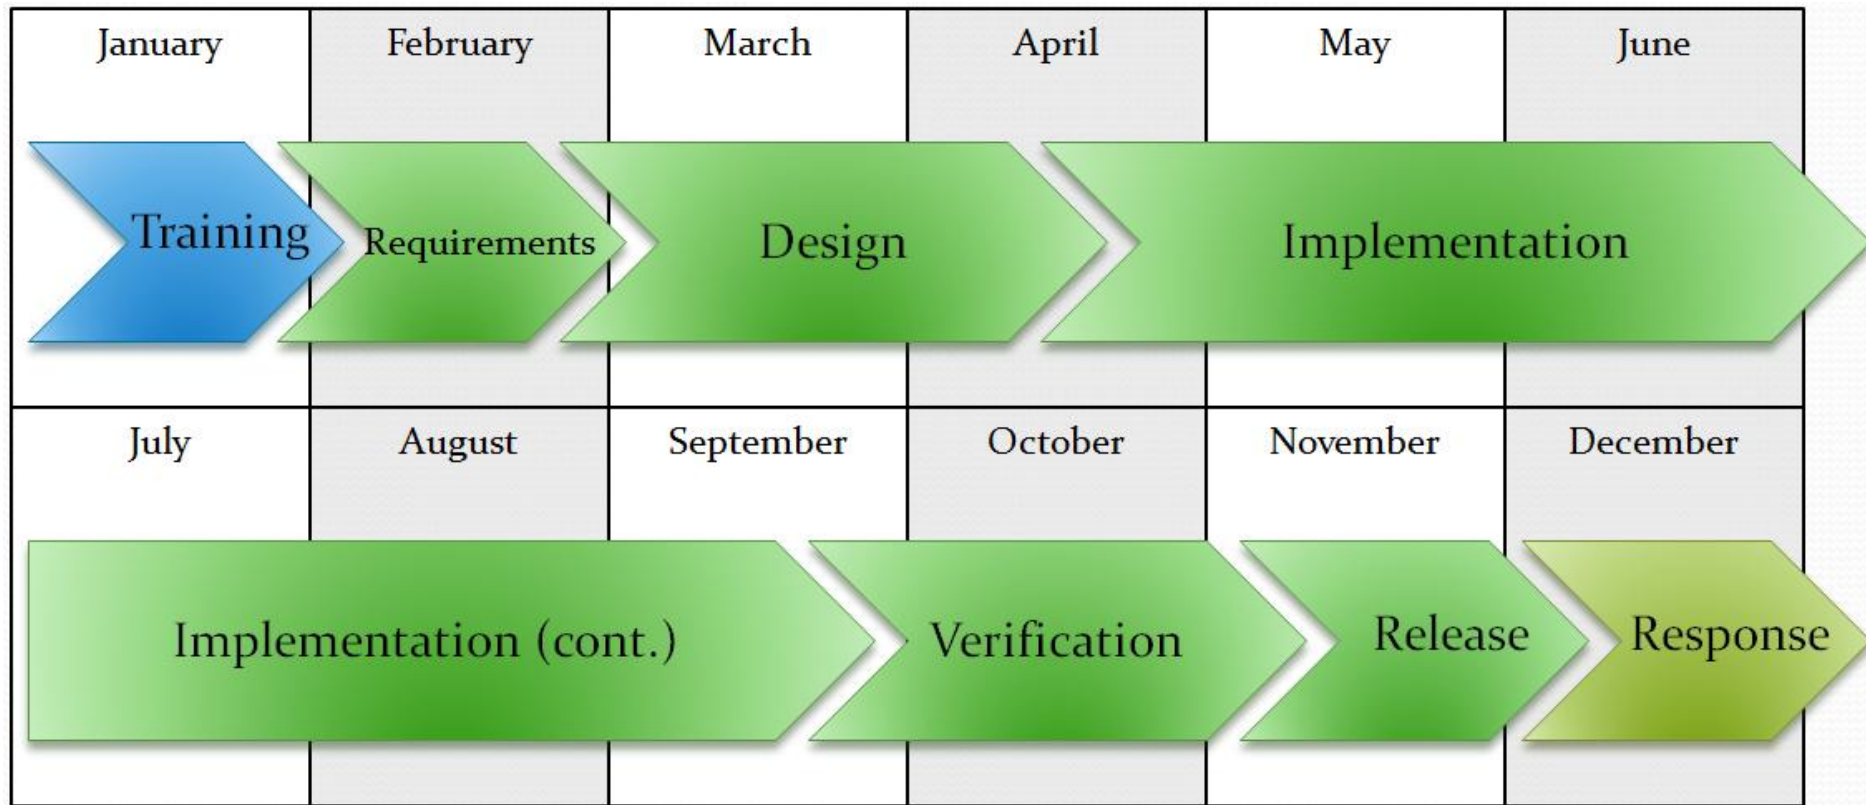 January
February
March
April
May
June
Training
Requirements
Design
Implementation
July
August
September
October
November
December
Implementation (cont.)
Verification
Release
Response